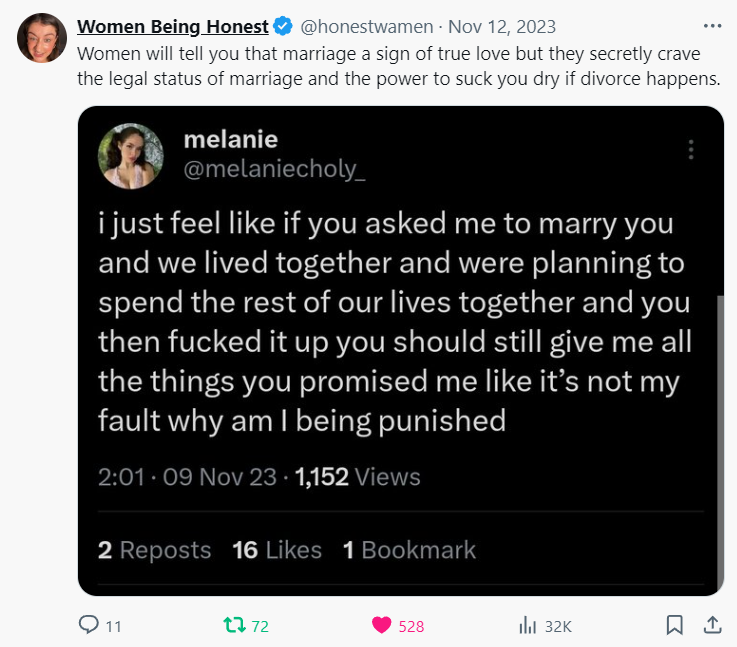 Women Being Honest @honestwamen · Nov 12, 2023
Women will tell you that marriage a sign of true love but they secretly crave
the legal status of marriage and the power to suck you dry if divorce happens.
melanie
@melaniecholy_
i just feel like if you asked me to marry you
and we lived together and were planning to
spend the rest of our lives together and you
then fucked it up you should still give me all
the things you promised me like it’s not my
fault why am I being punished
2:01 · 09 Nov 23 · 1,152 Views
2 Reposts 16 Likes 1 Bookmark
11 72 528 32K